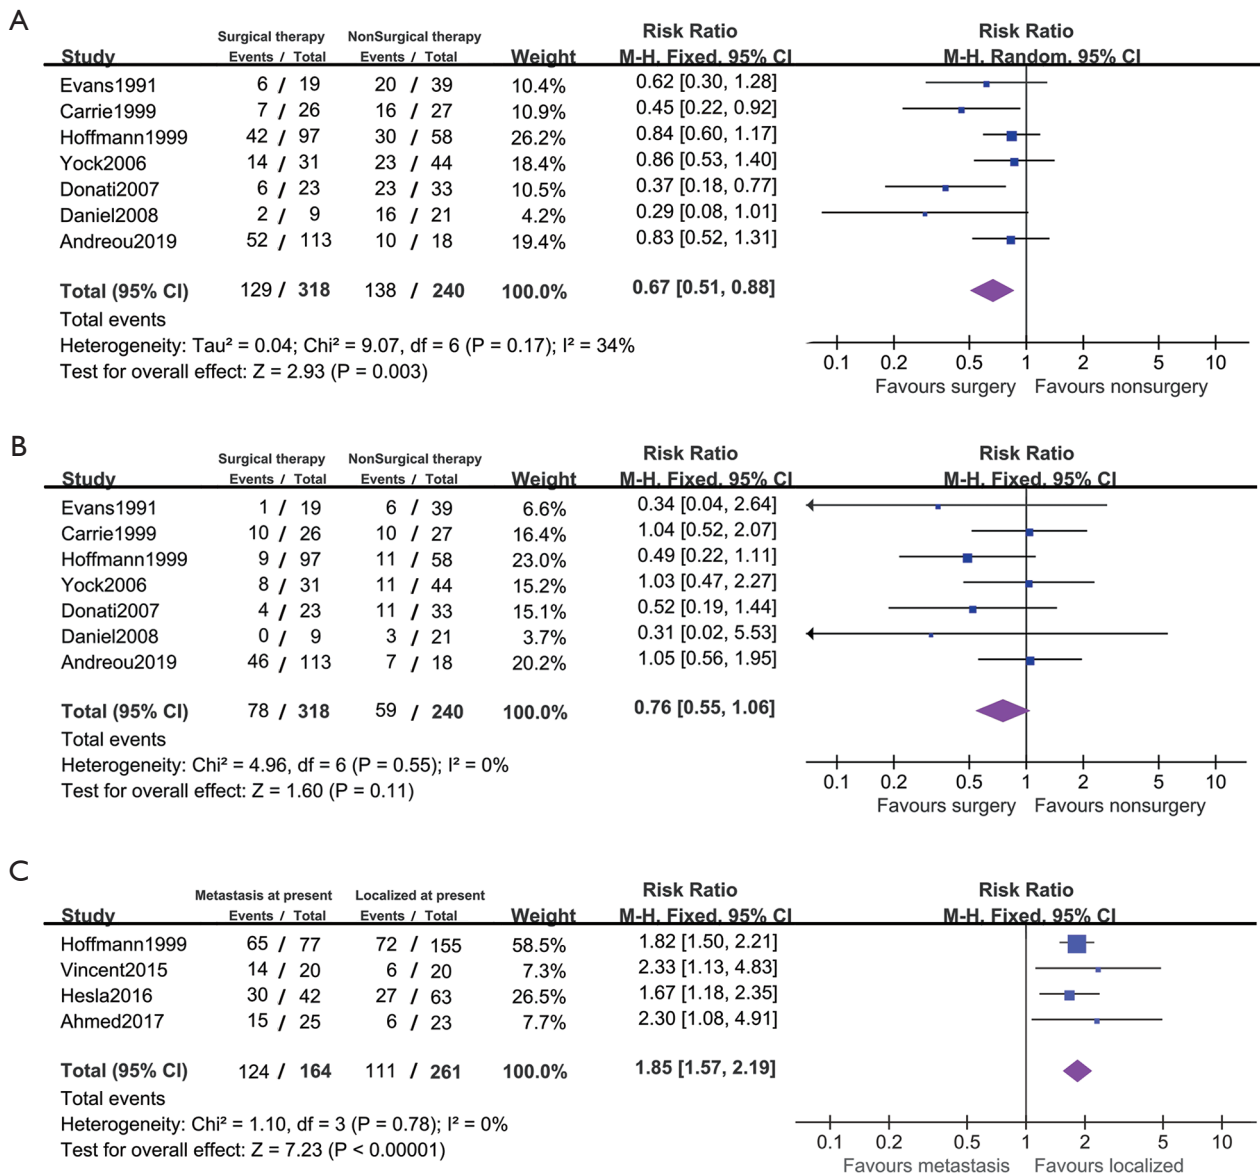 A
Surgical therapy NonSurgical therapy Risk Ratio Risk Ratio
Study Events / Total Events / Total Weight M-H, Fixed, 95% CI M-H, Random, 95% CI
Evans1991 6 / 19 20 / 39 10.4% 0.62 [0.30, 1.28]
Carrie1999 7 / 26 16 / 27 10.9% 0.45 [0.22, 0.92]
Hoffmann1999 42 / 97 30 / 58 26.2% 0.84 [0.60, 1.17]
Yock2006 14 / 31 23 / 44 18.4% 0.86 [0.53, 1.40]
Donati2007 6 / 23 23 / 33 10.5% 0.37 [0.18, 0.77]
Daniel2008 2 / 9 16 / 21 4.2% 0.29 [0.08, 1.01]
Andreou2019 52 / 113 10 / 18 19.4% 0.83 [0.52, 1.31]
Total (95% CI) 129 / 318 138 / 240 100.0% 0.67 [0.51, 0.88]
Total events
Heterogeneity: Tau² = 0.04; Chi² = 9.07, df = 6 (P = 0.17); I² = 34%
Test for overall effect: Z = 2.93 (P = 0.003)
0.1 0.2 0.5 1 2 5 10
Favours surgery Favours nonsurgery
B
Surgical therapy NonSurgical therapy Risk Ratio Risk Ratio
Study Events / Total Events / Total Weight M-H, Fixed, 95% CI M-H, Fixed, 95% CI
Evans1991 1 / 19 6 / 39 6.6% 0.34 [0.04, 2.64]
Carrie1999 10 / 26 10 / 27 16.4% 1.04 [0.52, 2.07]
Hoffmann1999 9 / 97 11 / 58 23.0% 0.49 [0.22, 1.11]
Yock2006 8 / 31 11 / 44 15.2% 1.03 [0.47, 2.27]
Donati2007 4 / 23 11 / 33 15.1% 0.52 [0.19, 1.44]
Daniel2008 0 / 9 3 / 21 3.7% 0.31 [0.02, 5.53]
Andreou2019 46 / 113 7 / 18 20.2% 1.05 [0.56, 1.95]
Total (95% CI) 78 / 318 59 / 240 100.0% 0.76 [0.55, 1.06]
Total events
Heterogeneity: Chi² = 4.96, df = 6 (P = 0.55); I² = 0%
Test for overall effect: Z = 1.60 (P = 0.11)
0.1 0.2 0.5 1 2 5 10
Favours surgery Favours nonsurgery
C
Metastasis at present Localized at present Risk Ratio Risk Ratio
Study Events / Total Events / Total Weight M-H, Fixed, 95% CI M-H, Fixed, 95% CI
Hoffmann1999 65 / 77 72 / 155 58.5% 1.82 [1.50, 2.21]
Vincent2015 14 / 20 6 / 20 7.3% 2.33 [1.13, 4.83]
Hesla2016 30 / 42 27 / 63 26.5% 1.67 [1.18, 2.35]
Ahmed2017 15 / 25 6 / 23 7.7% 2.30 [1.08, 4.91]
Total (95% CI) 124 / 164 111 / 261 100.0% 1.85 [1.57, 2.19]
Total events
Heterogeneity: Chi² = 1.10, df = 3 (P = 0.78); I² = 0%
Test for overall effect: Z = 7.23 (P < 0.00001)
0.1 0.2 0.5 1 2 5 10
Favours metastasis Favours localized